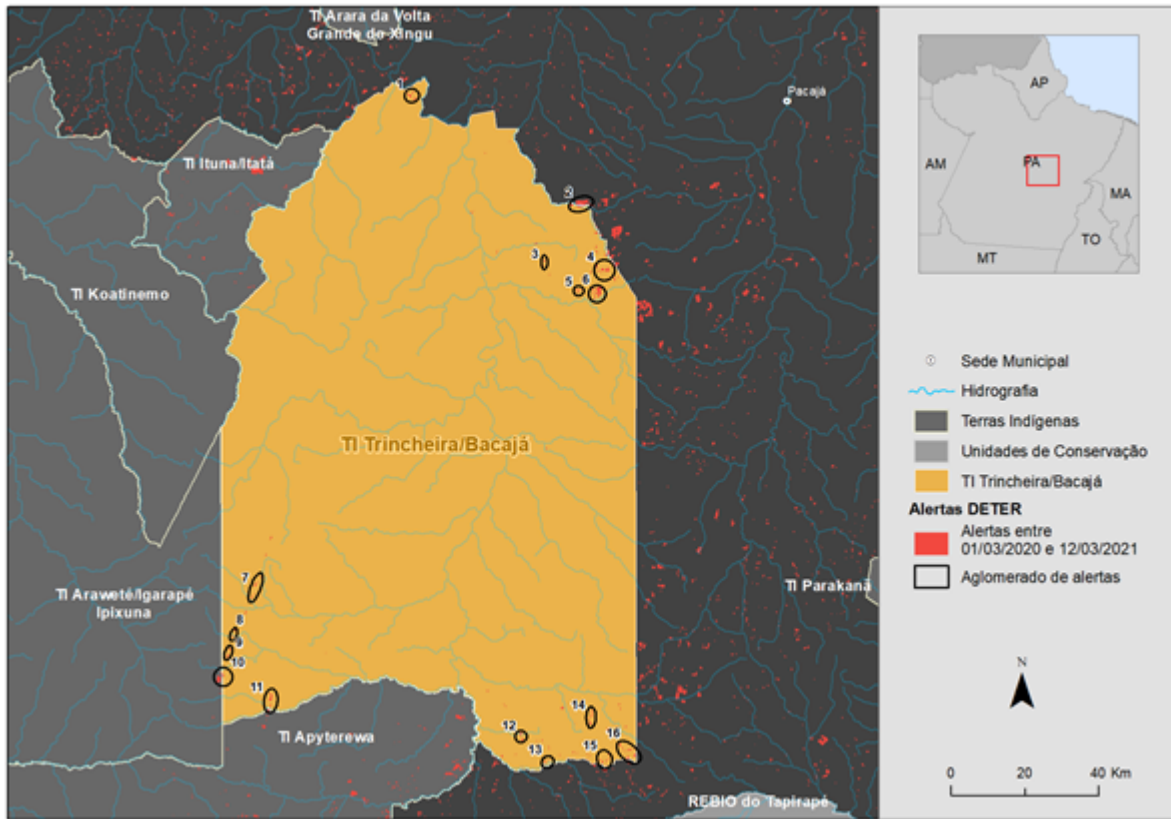 TI Arara da Volta
Grande do Xingu
1
Pacajá
TI Ituna/Itatá
2
3
4
5
6
TI Koatinemo
TI Trincheira/Bacajá
7
TI Araweté/Igarapé
Ipixuna
TI Parakanã
8
9
10
11
TI Apyterewa
12
13
14
15
16
REBIO do Tapirapé
AP
AM
PA
MA
TO
MT
Sede Municipal
Hidrografia
Terras Indígenas
Unidades de Conservação
TI Trincheira/Bacajá
Alertas DETER
Alertas entre
01/03/2020 e 12/03/2021
Aglomerado de alertas
N
0 20 40 Km